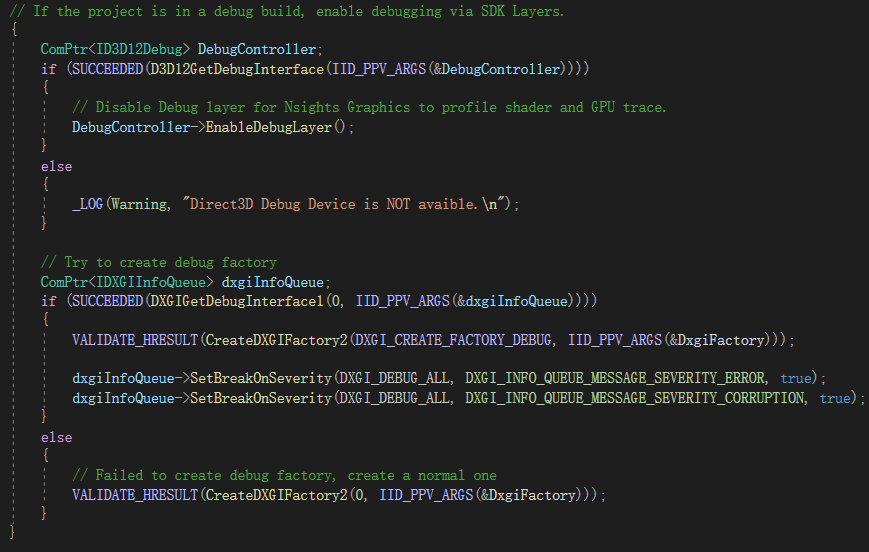 // If the project is in a debug build, enable debugging via SDK Layers.
{
    ComPtr<ID3D12Debug> DebugController;
    if (SUCCEEDED(D3D12GetDebugInterface(IID_PPV_ARGS(&DebugController))))
    {
        // Disable Debug layer for Nsights Graphics to profile shader and GPU trace.
        DebugController->EnableDebugLayer();
    }
    else
    {
        _LOG(Warning, "Direct3D Debug Device is NOT avaible.\n");
    }

    // Try to create debug factory
    ComPtr<IDXGIInfoQueue> dxgiInfoQueue;
    if (SUCCEEDED(DXGIGetDebugInterface1(0, IID_PPV_ARGS(&dxgiInfoQueue))))
    {
        VALIDATE_HRESULT(CreateDXGIFactory2(DXGI_CREATE_FACTORY_DEBUG, IID_PPV_ARGS(&DxgiFactory)));

        dxgiInfoQueue->SetBreakOnSeverity(DXGI_DEBUG_ALL, DXGI_INFO_QUEUE_MESSAGE_SEVERITY_ERROR, true);
        dxgiInfoQueue->SetBreakOnSeverity(DXGI_DEBUG_ALL, DXGI_INFO_QUEUE_MESSAGE_SEVERITY_CORRUPTION, true);
    }
    else
    {
        // Failed to create debug factory, create a normal one
        VALIDATE_HRESULT(CreateDXGIFactory2(0, IID_PPV_ARGS(&DxgiFactory)));
    }
}